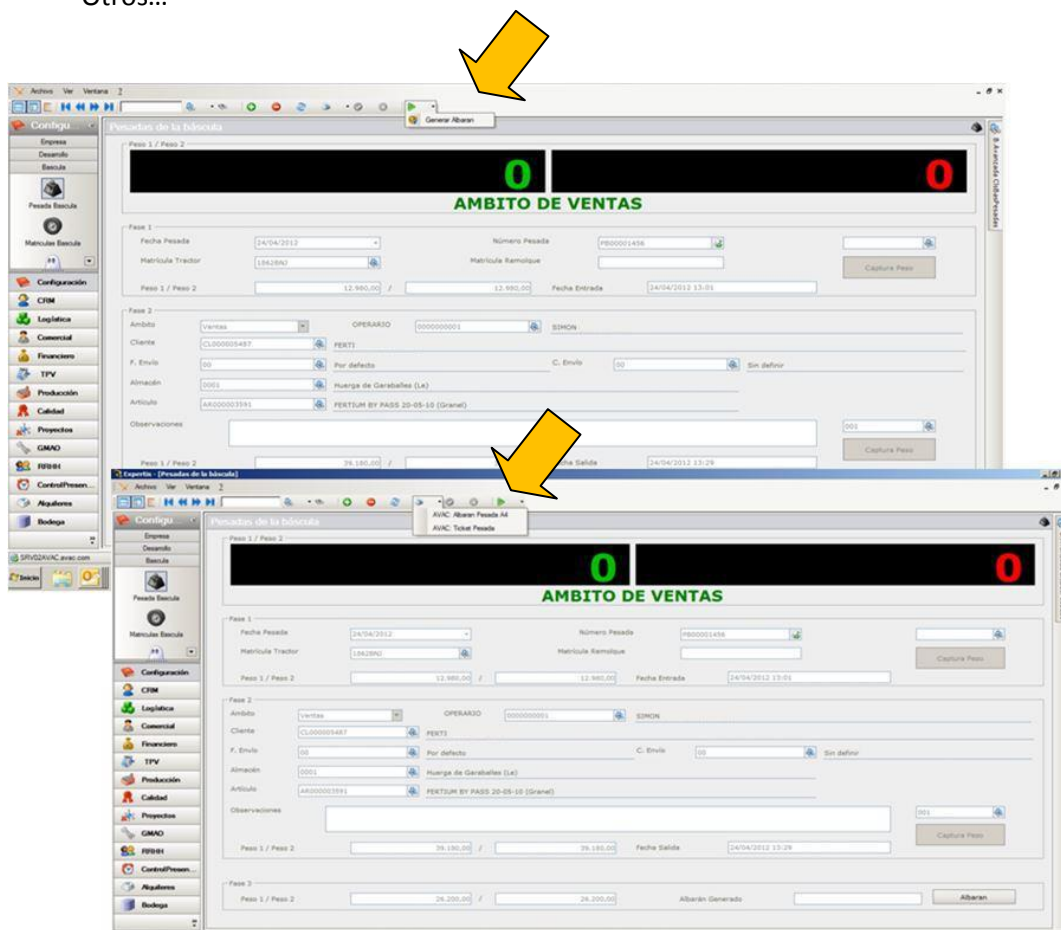 Otros...
Archivo Ver Ventana ?
Generar Albaran
Configu...
Pesadas de la báscula
Empresa
Desarrollo
Bascula
Pesada Bascula
Matriculas Bascula
Configuración
CRM
Logística
Comercial
Financiero
TPV
Producción
Calidad
Proyectos
GMAO
RRHH
ControlPresen...
Alquileres
Bodega
SRV02AVAC.avac.com
Inicio
B.Avanzada ClsBasPesadas
Peso 1 / Peso 2
0 0
AMBITO DE VENTAS
Fase 1
Fecha Pesada 24/04/2012 Número Pesada PB00001456
Matrícula Tractor 1862BNJ Matrícula Remolque
Captura Peso
Peso 1 / Peso 2 12.980,00 / 12.980,00 Fecha Entrada 24/04/2012 13:01
Fase 2
Ambito Ventas OPERARIO 0000000001 SIMON
Cliente CL000005487 FERTI
F. Envío 00 Por defecto C. Envío 00 Sin definir
Almacén 0001 Huerga de Garaballes (Le)
Artículo AR000003591 FERTIUM BY PASS 20-05-10 (Granel)
Observaciones 001
Captura Peso
Peso 1 / Peso 2 39.180,00 / Fecha Salida 24/04/2012 13:29
Expertis - [Pesadas de la báscula]
Archivo Ver Ventana ?
AVAC: Albaran Pesada A4
AVAC: Ticket Pesada
Configu...
Pesadas de la báscula
Empresa
Desarrollo
Bascula
Pesada Bascula
Matriculas Bascula
Configuración
CRM
Logística
Comercial
Financiero
TPV
Producción
Calidad
Proyectos
GMAO
RRHH
ControlPresen...
Alquileres
Bodega
Peso 1 / Peso 2
0 0
AMBITO DE VENTAS
Fase 1
Fecha Pesada 24/04/2012 Número Pesada PB00001456
Matrícula Tractor 1862BNJ Matrícula Remolque
Captura Peso
Peso 1 / Peso 2 12.980,00 / 12.980,00 Fecha Entrada 24/04/2012 13:01
Fase 2
Ambito Ventas OPERARIO 0000000001 SIMON
Cliente CL000005487 FERTI
F. Envío 00 Por defecto C. Envío 00 Sin definir
Almacén 0001 Huerga de Garaballes (Le)
Artículo AR000003591 FERTIUM BY PASS 20-05-10 (Granel)
Observaciones 001
Captura Peso
Peso 1 / Peso 2 39.180,00 / 39.180,00 Fecha Salida 24/04/2012 13:29
Fase 3
Peso 1 / Peso 2 26.200,00 / 26.200,00 Albarán Generado Albaran